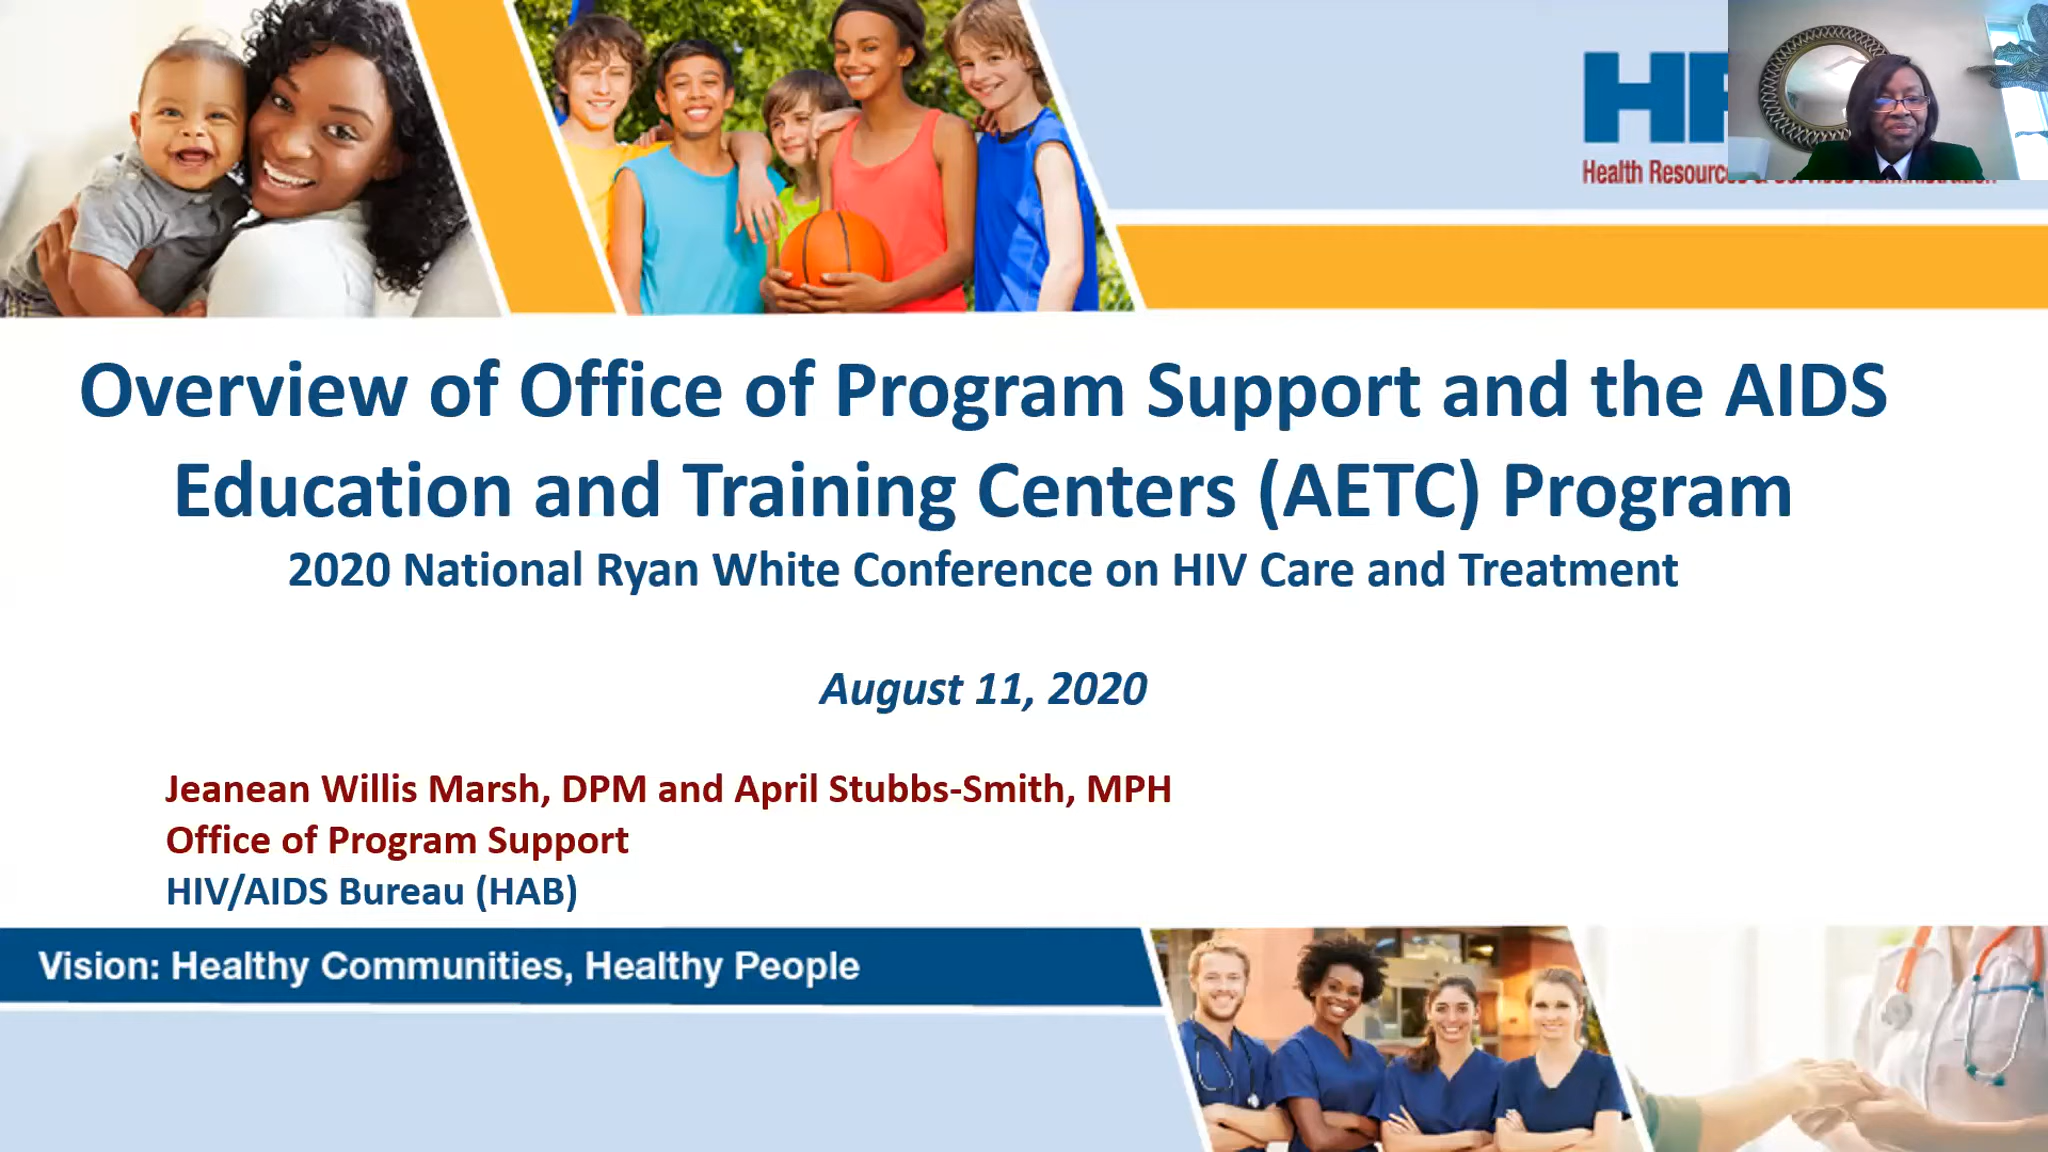 Health Resources
Overview of Office of Program Support and the AIDS
Education and Training Centers (AETC) Program
2020 National Ryan White Conference on HIV Care and Treatment
August 11, 2020
Jeanean Willis Marsh, DPM and April Stubbs-Smith, MPH
Office of Program Support
HIV/AIDS Bureau (HAB)
Vision: Healthy Communities, Healthy People